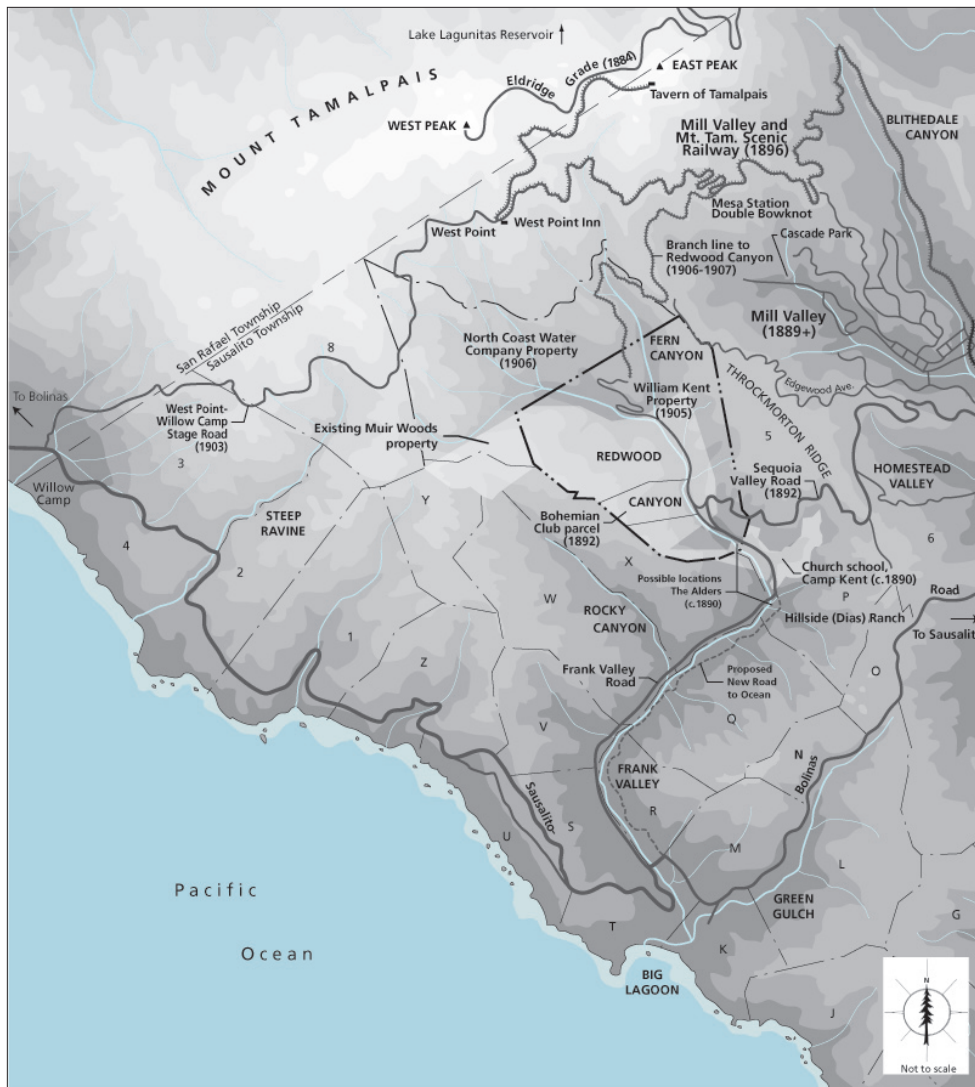 Lake Lagunitas Reservoir
MOUNT TAMALPAIS
Eldridge Grade (1884)
EAST PEAK
Tavern of Tamalpais
WEST PEAK
Mill Valley and
Mt. Tam. Scenic
Railway (1896)
BLITHEDALE
CANYON
Mesa Station
Double Bowknot
West Point
West Point Inn
Cascade Park
Branch line to
Redwood Canyon
(1906-1907)
Mill Valley
(1889+)
San Rafael Township
Sausalito Township
8
North Coast Water
Company Property
(1906)
FERN
CANYON
William Kent
Property
(1905)
THROCKMORTON RIDGE
Edgewood Ave.
To Bolinas
West Point-
Willow Camp
Stage Road
(1903)
Existing Muir Woods
property
5
3
REDWOOD
CANYON
Sequoia
Valley Road
(1892)
HOMESTEAD
VALLEY
Willow
Camp
Y
STEEP
RAVINE
Bohemian
Club parcel
(1892)
4
2
X
6
Church school,
Camp Kent (c.1890)
Possible locations
The Alders
(c.1890)
W
P
Road
ROCKY
CANYON
Hillside (Dias) Ranch
To Sausalit
1
Z
Frank Valley
Road
Proposed
New Road
to Ocean
O
Q
V
N
FRANK
VALLEY
Bolinas
Sausalito-
R
U
S
M
L
Pacific
Ocean
GREEN
GULCH
G
T
K
BIG
LAGOON
J
N
Not to scale